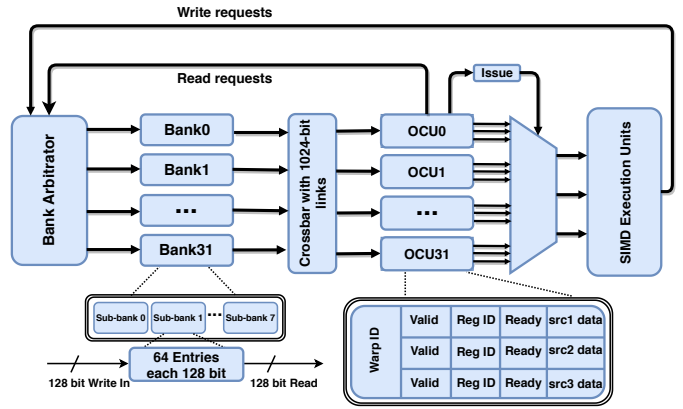 Write requests
Read requests
Issue
Bank Arbitrator
Bank0
Bank1
...
Bank31
Crossbar with 1024-bit
links
OCU0
OCU1
...
OCU31
SIMD Execution Units
Sub-bank 0
Sub-bank 1
...
Sub-bank 7
64 Entries
each 128 bit
128 bit Write In
128 bit Read
Warp ID
Valid Reg ID Ready src1 data
Valid Reg ID Ready src2 data
Valid Reg ID Ready src3 data